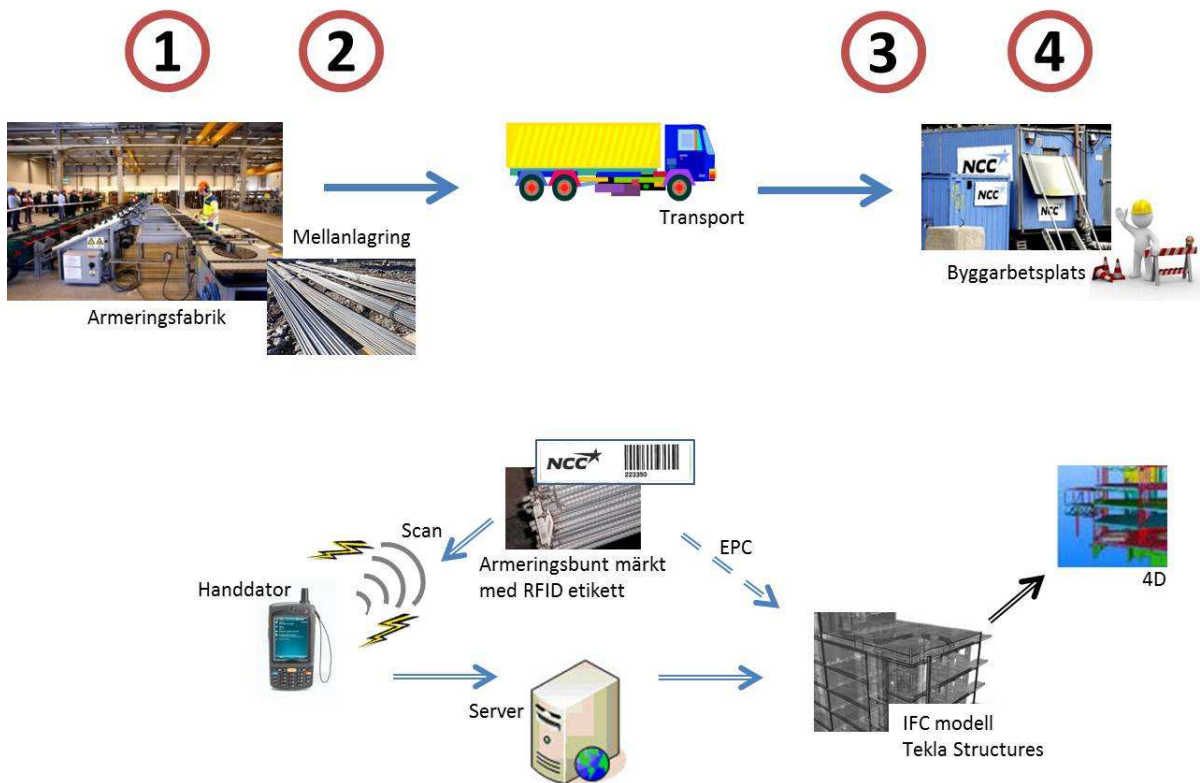 1
2
3
4
NCC
NCC
NCC
Transport
Mellanlagring
Byggarbetsplats
Armeringsfabrik
NCC
223350
Scan
EPC
Armeringsbunt märkt
med RFID etikett
4D
Handdator
Server
IFC modell
Tekla Structures